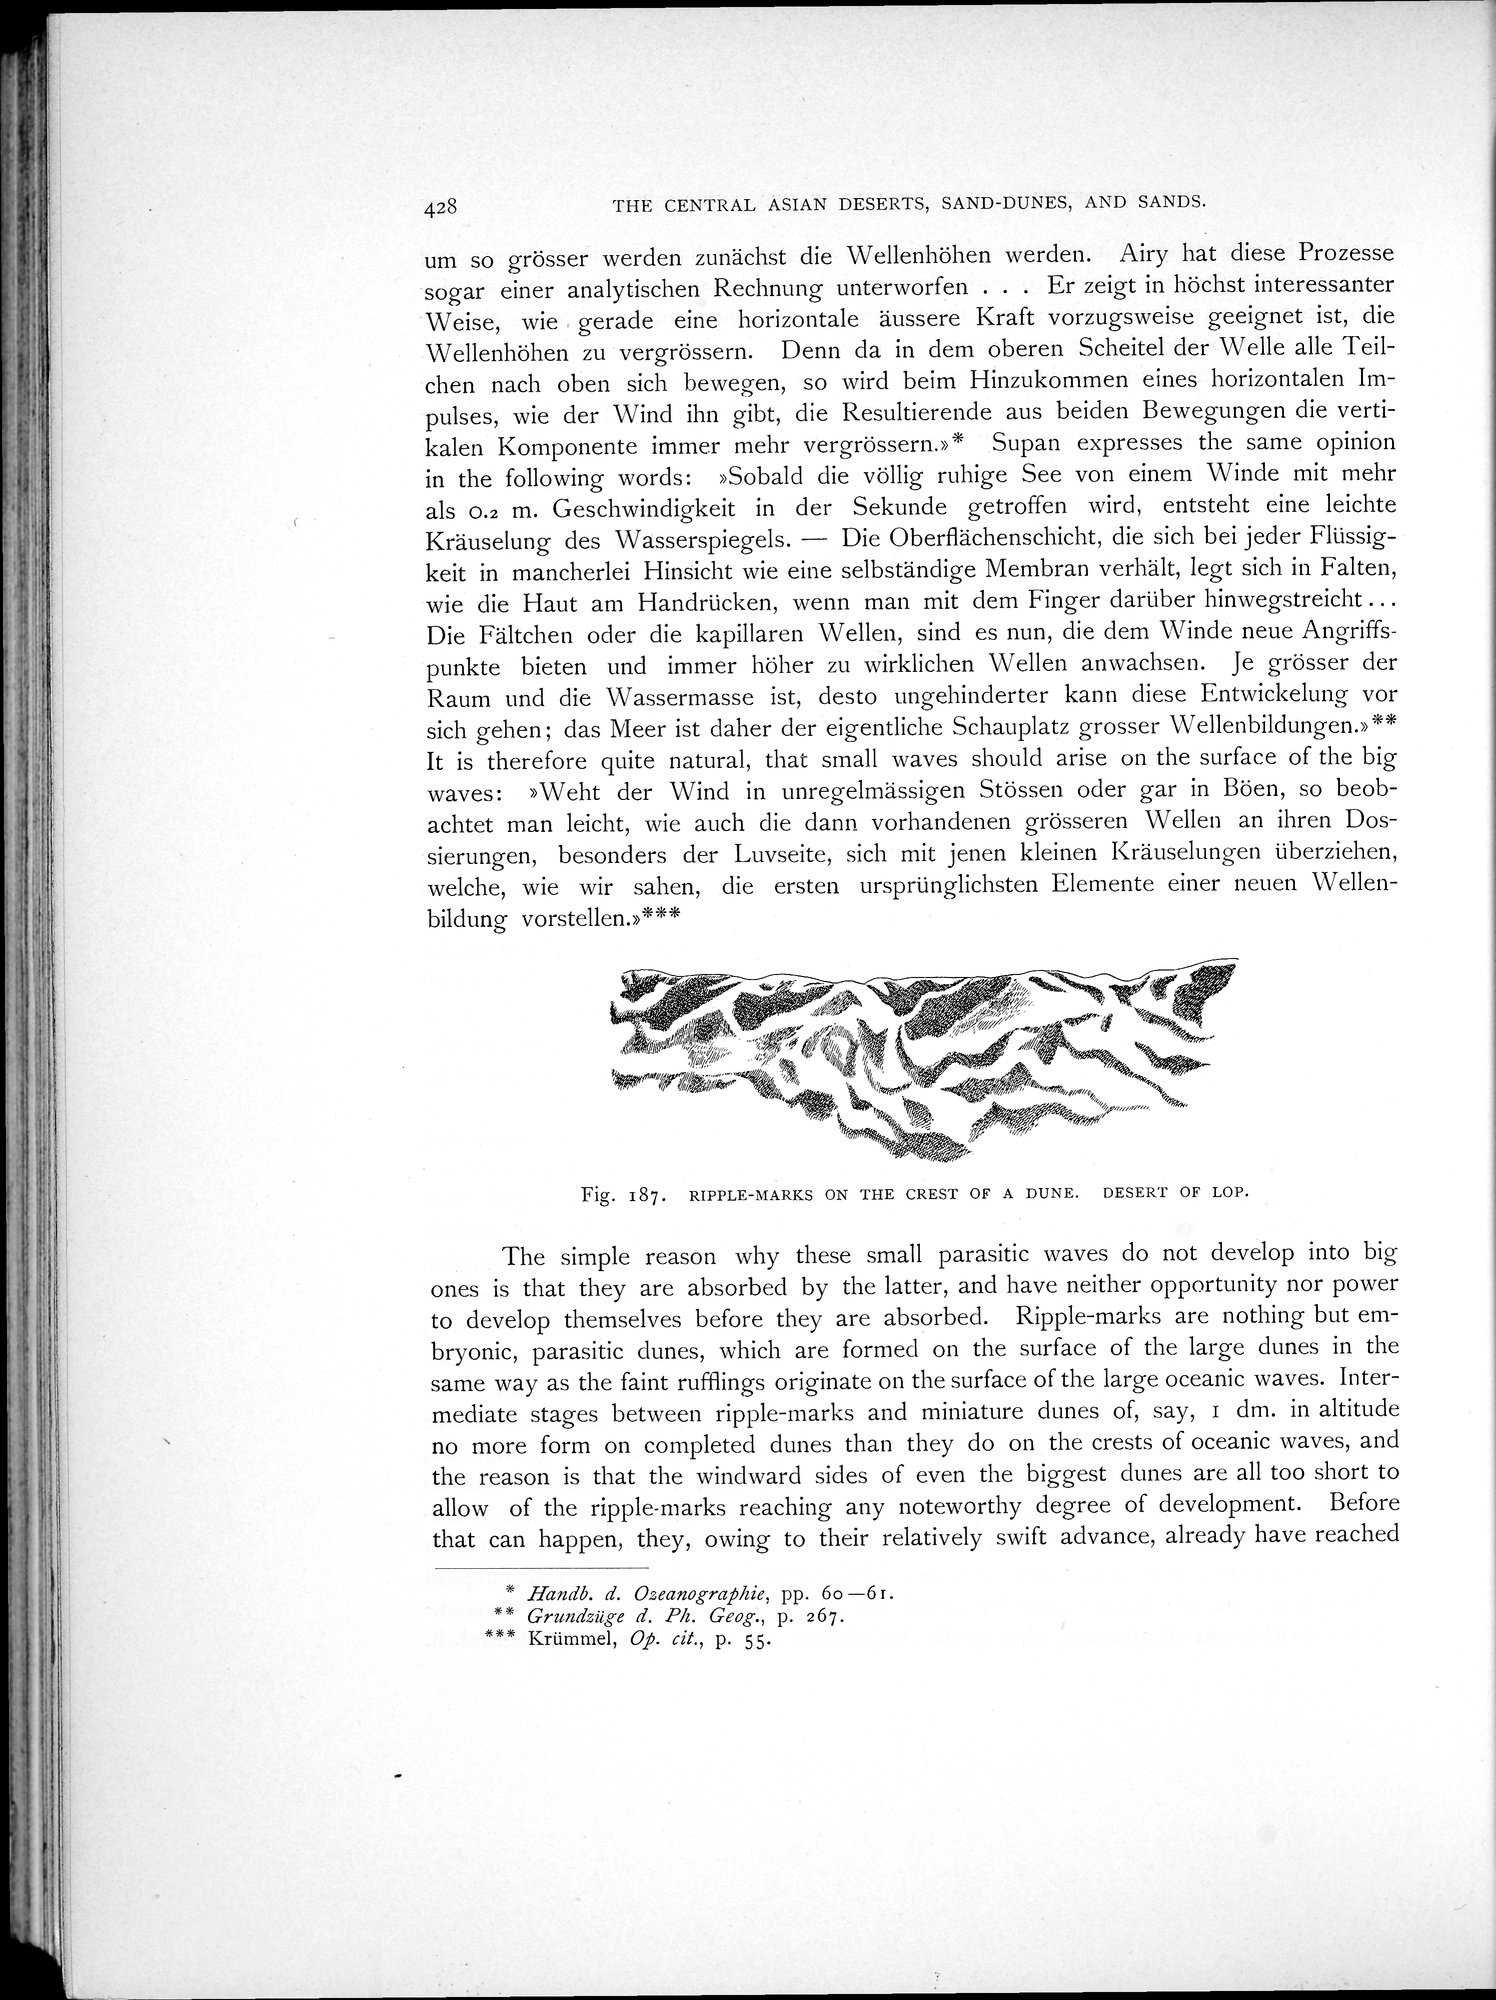 428 THE CENTRAL ASIAN DESERTS, SAND-DUNES, AND SANDS.
um so grösser werden zunächst die Wellenhöhen werden. Airy hat diese Prozesse
sogar einer analytischen Rechnung unterworfen . . . Er zeigt in höchst interessanter
Weise, wie gerade eine horizontale äussere Kraft vorzugsweise geeignet ist, die
Wellenhöhen zu vergrössern. Denn da in dem oberen Scheitel der Welle alle Teil-
chen nach oben sich bewegen, so wird beim Hinzukommen eines horizontalen Im-
pulses, wie der Wind ihn gibt, die Resultierende aus beiden Bewegungen die verti-
kalen Komponente immer mehr vergrössern.»* Supan expresses the same opinion
in the following words: »Sobald die völlig ruhige See von einem Winde mit mehr
als 0.2 m. Geschwindigkeit in der Sekunde getroffen wird, entsteht eine leichte
Kräuselung des Wasserspiegels. — Die Oberflächenschicht, die sich bei jeder Flüssig-
keit in mancherlei Hinsicht wie eine selbständige Membran verhält, legt sich in Falten,
wie die Haut am Handrücken, wenn man mit dem Finger darüber hinwegstreicht...
Die Fältchen oder die kapillaren Wellen, sind es nun, die dem Winde neue Angriffs-
punkte bieten und immer höher zu wirklichen Wellen anwachsen. Je grösser der
Raum und die Wassermasse ist, desto ungehinderter kann diese Entwickelung vor
sich gehen; das Meer ist daher der eigentliche Schauplatz grosser Wellenbildungen.»**
It is therefore quite natural, that small waves should arise on the surface of the big
waves: »Weht der Wind in unregelmässigen Stössen oder gar in Böen, so beob-
achtet man leicht, wie auch die dann vorhandenen grösseren Wellen an ihren Dos-
sierungen, besonders der Luvseite, sich mit jenen kleinen Kräuselungen überziehen,
welche, wie wir sahen, die ersten ursprünglichsten Elemente einer neuen Wellen-
bildung vorstellen.»***
Fig. 187. RIPPLE-MARKS ON THE CREST OF A DUNE. DESERT OF LOP.
The simple reason why these small parasitic waves do not develop into big
ones is that they are absorbed by the latter, and have neither opportunity nor power
to develop themselves before they are absorbed. Ripple-marks are nothing but em-
bryonic, parasitic dunes, which are formed on the surface of the large dunes in the
same way as the faint rufflings originate on the surface of the large oceanic waves. Inter-
mediate stages between ripple-marks and miniature dunes of, say, 1 dm. in altitude
no more form on completed dunes than they do on the crests of oceanic waves, and
the reason is that the windward sides of even the biggest dunes are all too short to
allow of the ripple-marks reaching any noteworthy degree of development. Before
that can happen, they, owing to their relatively swift advance, already have reached
* Handb. d. Ozeanographie, pp. 60—61.
** Grundzüge d. Ph. Geog., p. 267.
*** Krümmel, Op. cit., p. 55.